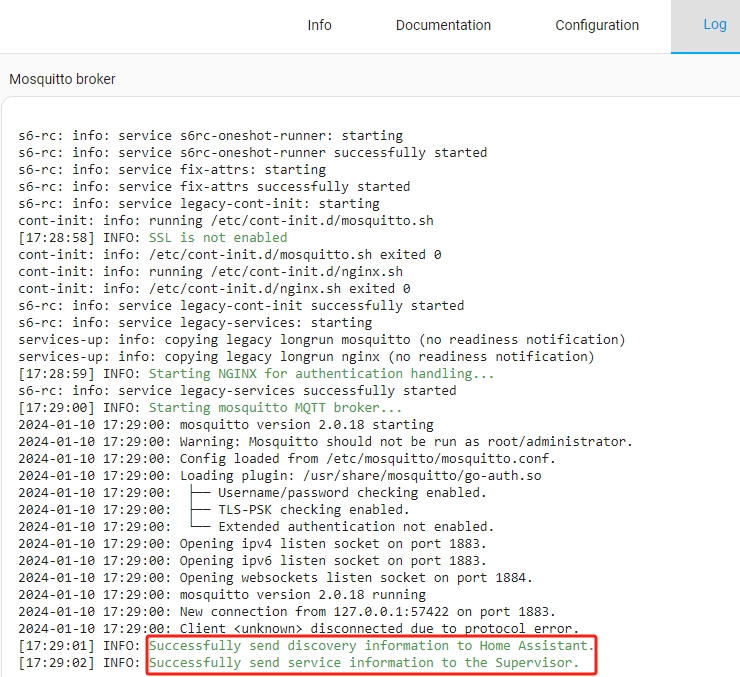 Info Documentation Configuration Log
Mosquitto broker
s6-rc: info: service s6rc-oneshot-runner: starting
s6-rc: info: service s6rc-oneshot-runner successfully started
s6-rc: info: service fix-attrs: starting
s6-rc: info: service fix-attrs successfully started
s6-rc: info: service legacy-cont-init: starting
cont-init: info: running /etc/cont-init.d/mosquitto.sh
[17:28:58] INFO: SSL is not enabled
cont-init: info: /etc/cont-init.d/mosquitto.sh exited 0
cont-init: info: running /etc/cont-init.d/nginx.sh
cont-init: info: /etc/cont-init.d/nginx.sh exited 0
s6-rc: info: service legacy-cont-init successfully started
s6-rc: info: service legacy-services: starting
services-up: info: copying legacy longrun mosquitto (no readiness notification)
services-up: info: copying legacy longrun nginx (no readiness notification)
[17:28:59] INFO: Starting NGINX for authentication handling...
s6-rc: info: service legacy-services successfully started
[17:29:00] INFO: Starting mosquitto MQTT broker...
2024-01-10 17:29:00: mosquitto version 2.0.18 starting
2024-01-10 17:29:00: Warning: Mosquitto should not be run as root/administrator.
2024-01-10 17:29:00: Config loaded from /etc/mosquitto/mosquitto.conf.
2024-01-10 17:29:00: Loading plugin: /usr/share/mosquitto/go-auth.so
2024-01-10 17:29:00:  ├── Username/password checking enabled.
2024-01-10 17:29:00:  ├── TLS-PSK checking enabled.
2024-01-10 17:29:00:  └── Extended authentication not enabled.
2024-01-10 17:29:00: Opening ipv4 listen socket on port 1883.
2024-01-10 17:29:00: Opening ipv6 listen socket on port 1883.
2024-01-10 17:29:00: Opening websockets listen socket on port 1884.
2024-01-10 17:29:00: mosquitto version 2.0.18 running
2024-01-10 17:29:00: New connection from 127.0.0.1:57422 on port 1883.
2024-01-10 17:29:00: Client <unknown> disconnected due to protocol error.
[17:29:01] INFO: Successfully send discovery information to Home Assistant.
[17:29:02] INFO: Successfully send service information to the Supervisor.